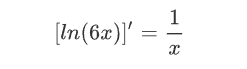 [ln(6x)]′ = 1/x